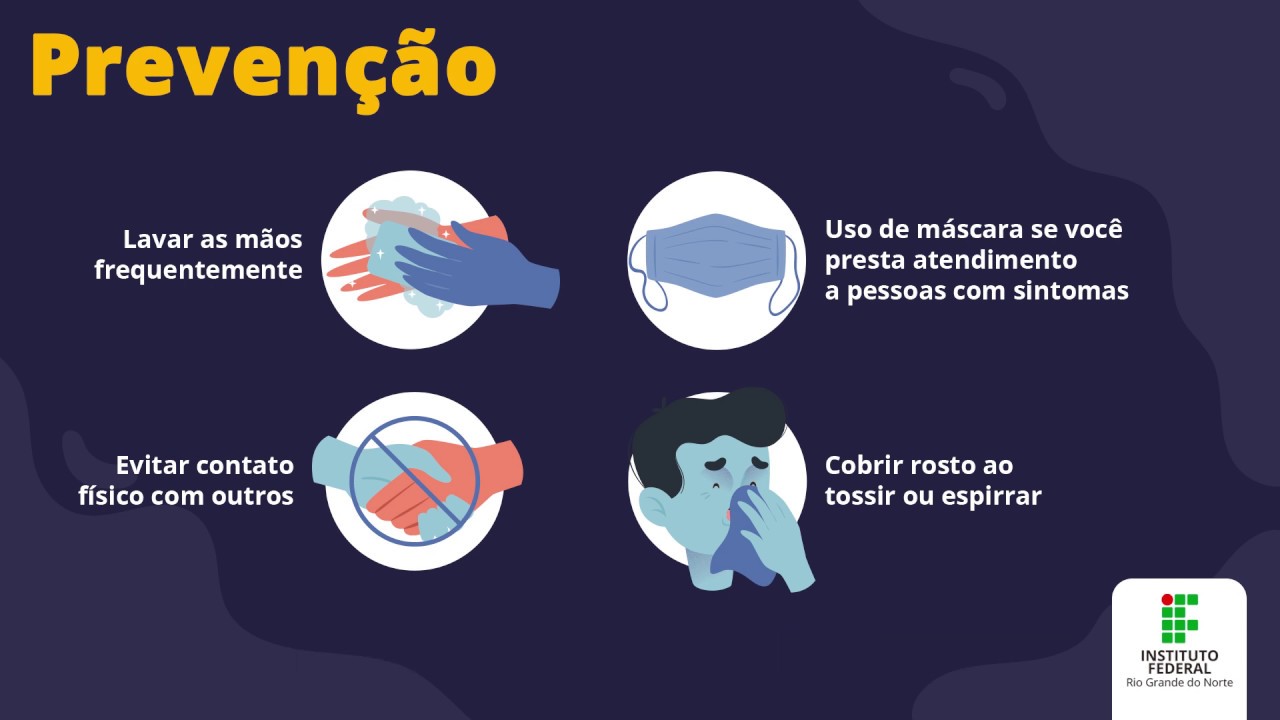 Prevenção
Lavar as mãos
frequentemente
Uso de máscara se você
presta atendimento
a pessoas com sintomas
Evitar contato
físico com outros
Cobrir rosto ao
tossir ou espirrar
INSTITUTO
FEDERAL
Rio Grande do Norte